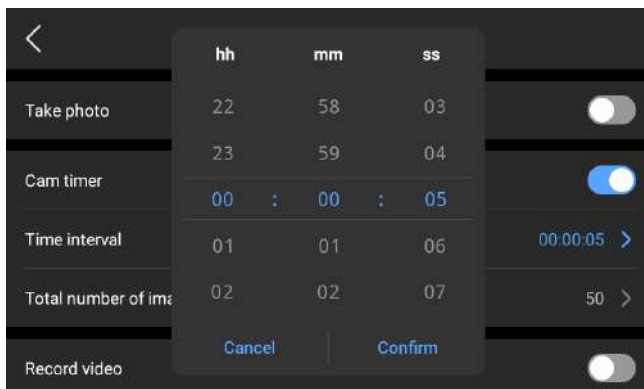 hh mm ss
22 58 03
Take photo
23 59 04
Cam timer
00 : 00 : 05
Time interval 00:00:05
01 01 06
Total number of ima 50
02 02 07
Cancel Confirm
Record video